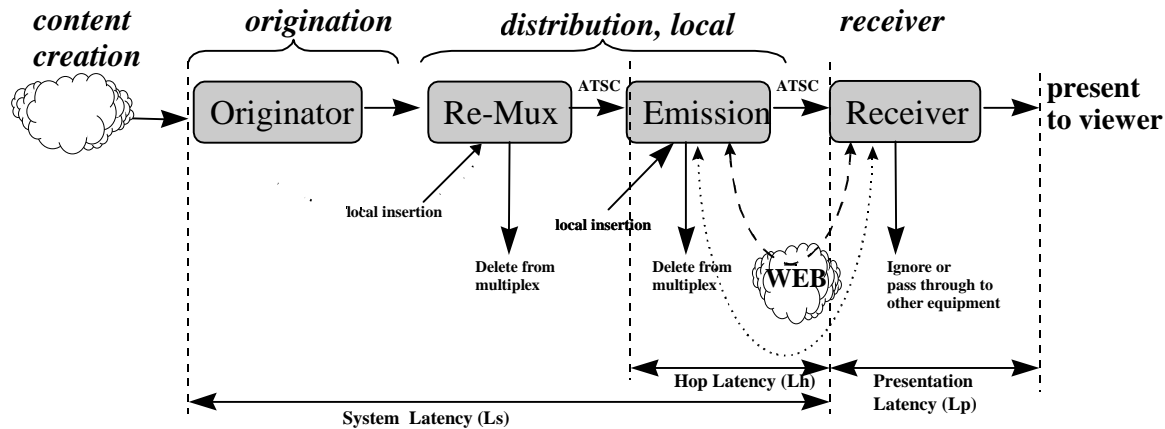 content
creation
origination
distribution, local
receiver
Originator
Re-Mux
ATSC
Emission
ATSC
Receiver
present
to viewer
local insertion
local insertion
Delete from
multiplex
Delete from
multiplex
WEB
Ignore or
pass through to
other equipment
Hop Latency (Lh)
Presentation
Latency (Lp)
System Latency (Ls)